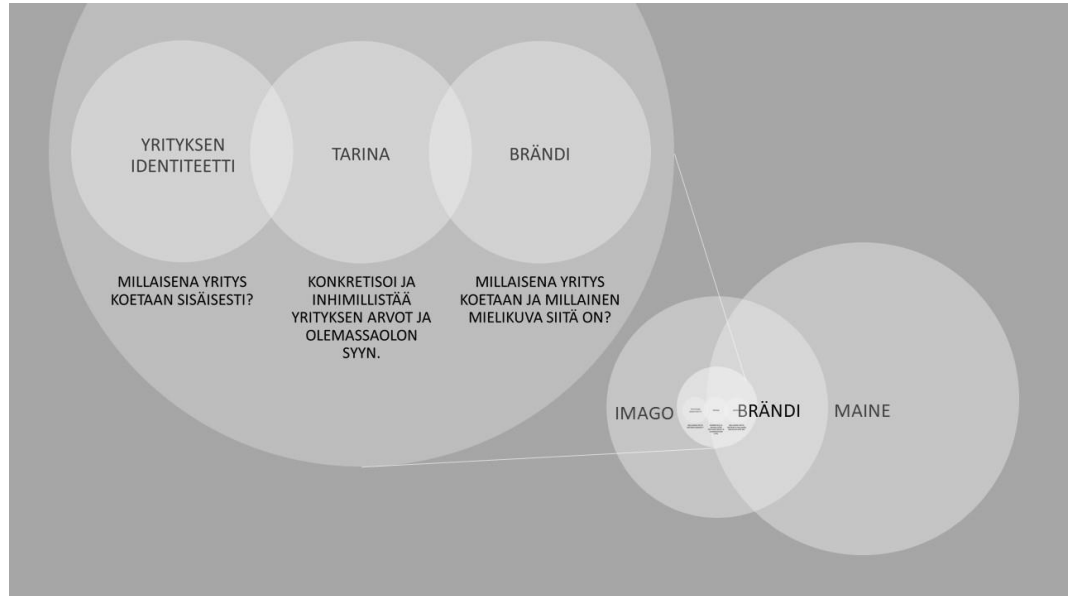 YRITYKSEN
IDENTITEETTI
TARINA
BRÄNDI
MILLAISENA YRITYS
KOETAAN SISÄISESTI?
KONKRETISOI JA
INHIMILLISTÄÄ
YRITYKSEN ARVOT JA
OLEMASSAOLON
SYYN.
MILLAISENA YRITYS
KOETAAN JA MILLAINEN
MIELIKUVA SIITÄ ON?
IMAGO
BRÄNDI
MAINE